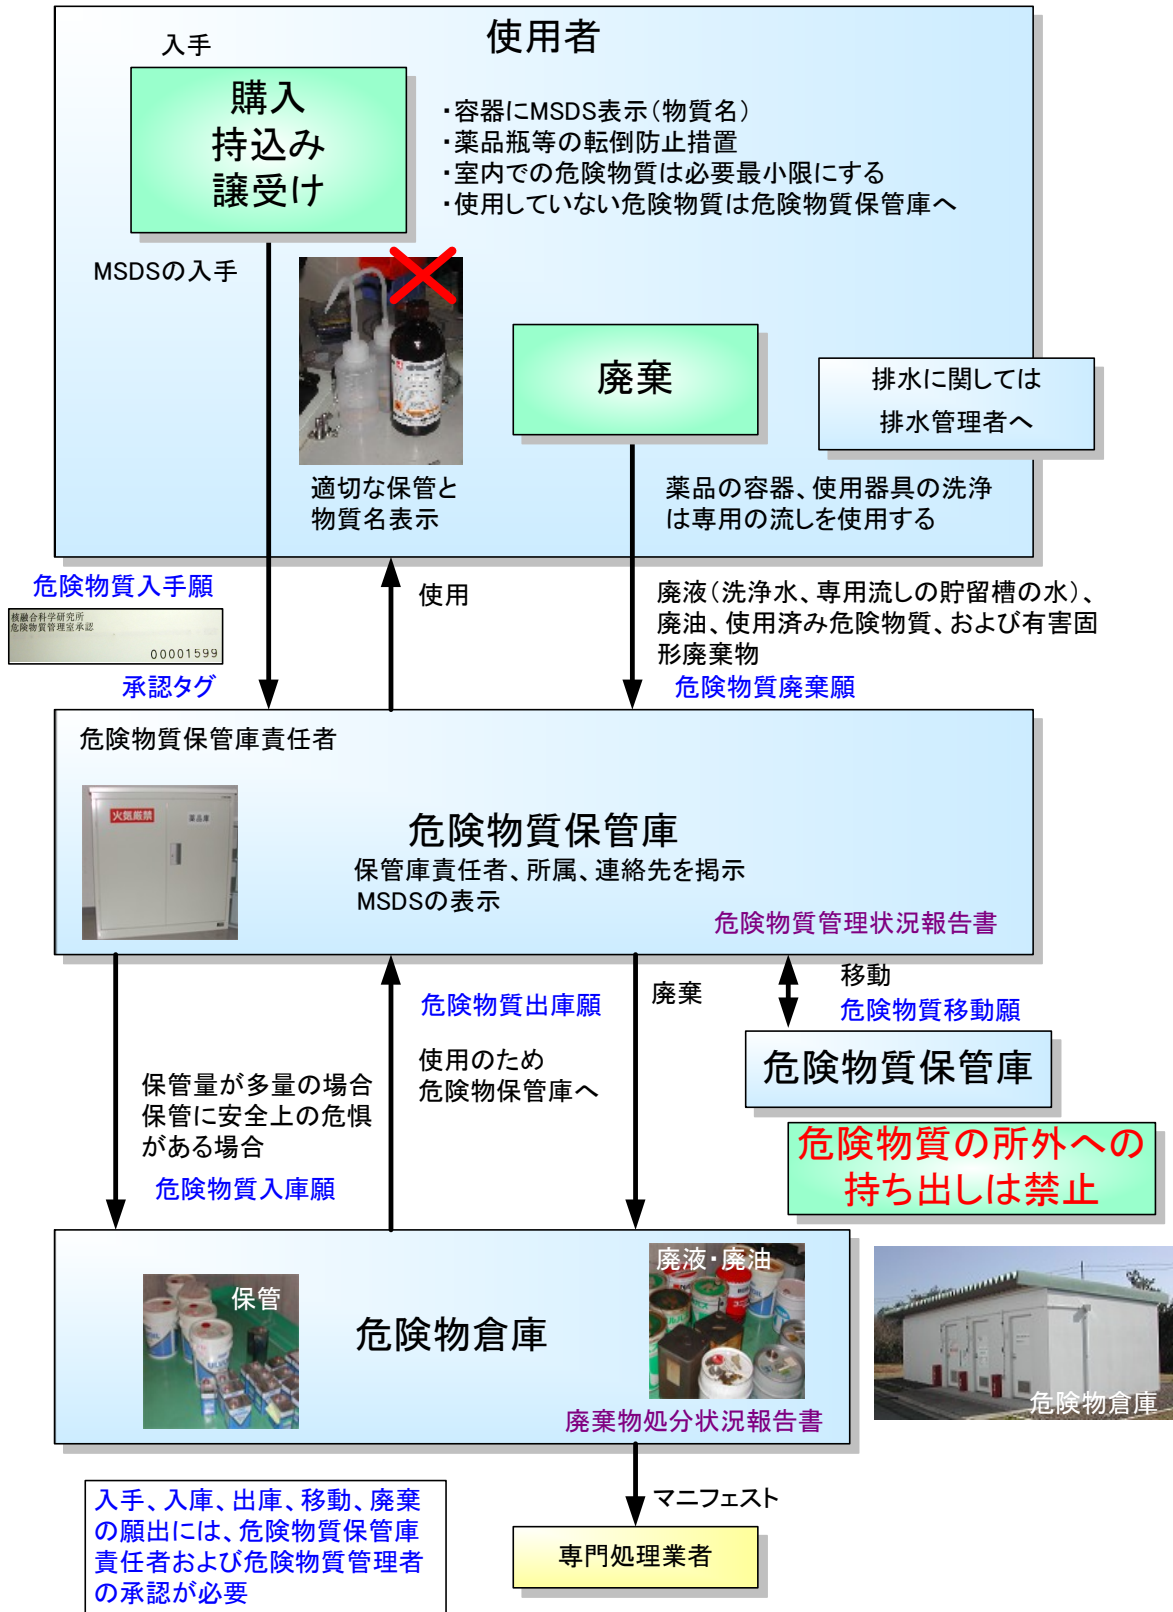 入手
使用者
購入
持込み
譲受け
・容器にMSDS表示(物質名)
・薬品瓶等の転倒防止措置
・室内での危険物質は必要最小限にする
・使用していない危険物質は危険物質保管庫へ
MSDSの入手
適切な保管と
物質名表示
廃棄
排水に関しては
排水管理者へ
薬品の容器、使用器具の洗浄
は専用の流しを使用する
危険物質入手願
核融合科学研究所
危険物質管理室承認
00001599
承認タグ
使用
廃液(洗浄水、専用流しの貯留槽の水)、
廃油、使用済み危険物質、および有害固
形廃棄物
危険物質廃棄願
危険物質保管庫責任者
火気厳禁
薬品庫
危険物質保管庫
保管庫責任者、所属、連絡先を掲示
MSDSの表示
危険物質管理状況報告書
保管量が多量の場合
保管に安全上の危惧
がある場合
危険物質入庫願
危険物質出庫願
使用のため
危険物保管庫へ
廃棄
移動
危険物質移動願
危険物質保管庫
危険物質の所外への
持ち出しは禁止
保管
危険物倉庫
廃液・廃油
廃棄物処分状況報告書
危険物倉庫
マニフェスト
専門処理業者
入手、入庫、出庫、移動、廃棄
の願出には、危険物質保管庫
責任者および危険物質管理者
の承認が必要